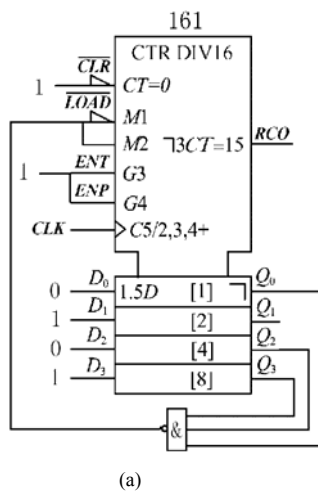 161
CTR DIV16
CLR
1
CT=0
LOAD
M1
M2
⅂3CT=15
RCO
ENT
1
G3
ENP
G4
CLK
C5/2,3,4+
D₀
0
1.5D
[1]
⅂
Q₀
D₁
1
[2]
Q₁
D₂
0
[4]
Q₂
D₃
1
[8]
Q₃
&
(a)